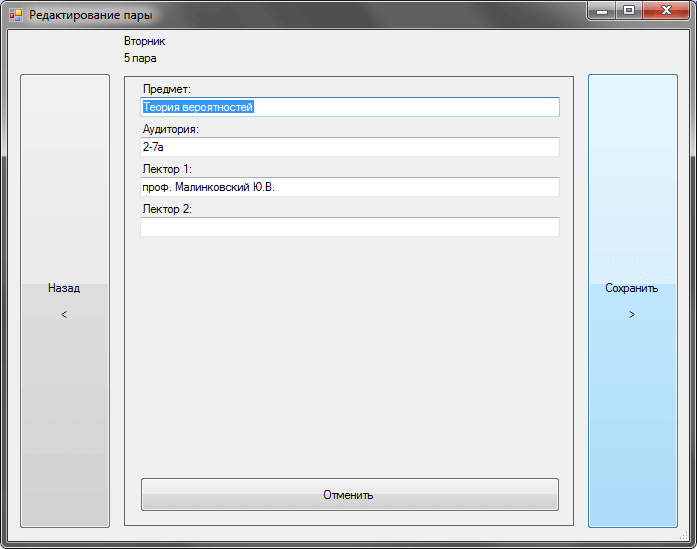 Редактирование пары
Вторник
5 пара
Предмет:
Теория вероятностей
Аудитория:
2-7а
Лектор 1:
проф. Малинковский Ю.В.
Лектор 2:
Назад
<
Сохранить
>
Отменить